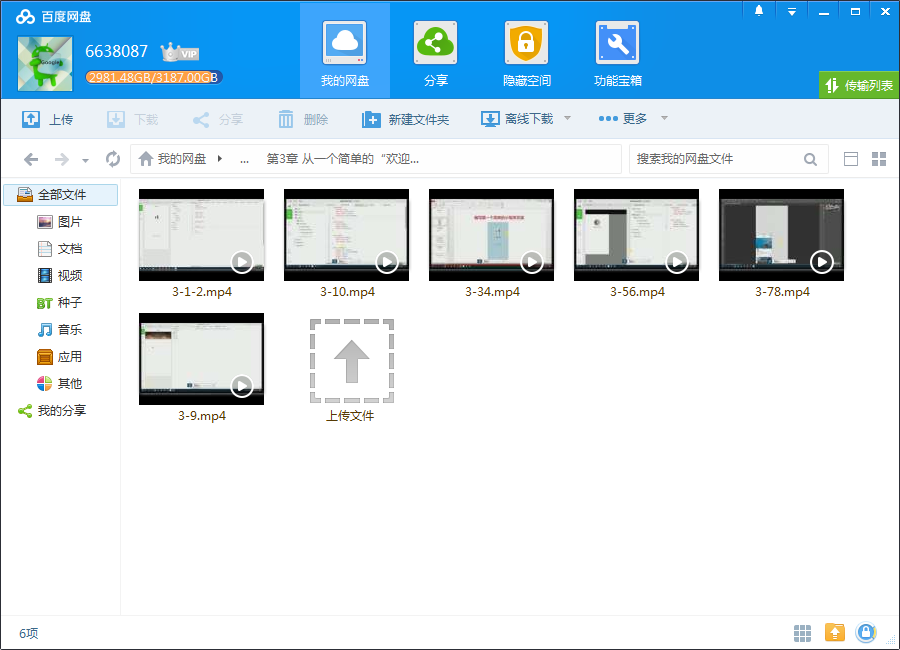 百度网盘
6638087 VIP
2981.48GB/3187.00GB
我的网盘 分享 隐藏空间 功能宝箱
传输列表
上传 下载 分享 删除 新建文件夹 离线下载 更多
我的网盘 ... 第3章 从一个简单的“欢迎... 搜索我的网盘文件
全部文件
图片
文档
视频
BT 种子
音乐
应用
其他
我的分享
3-1-2.mp4 3-10.mp4 3-34.mp4 3-56.mp4 3-78.mp4
3-9.mp4 上传文件
6项